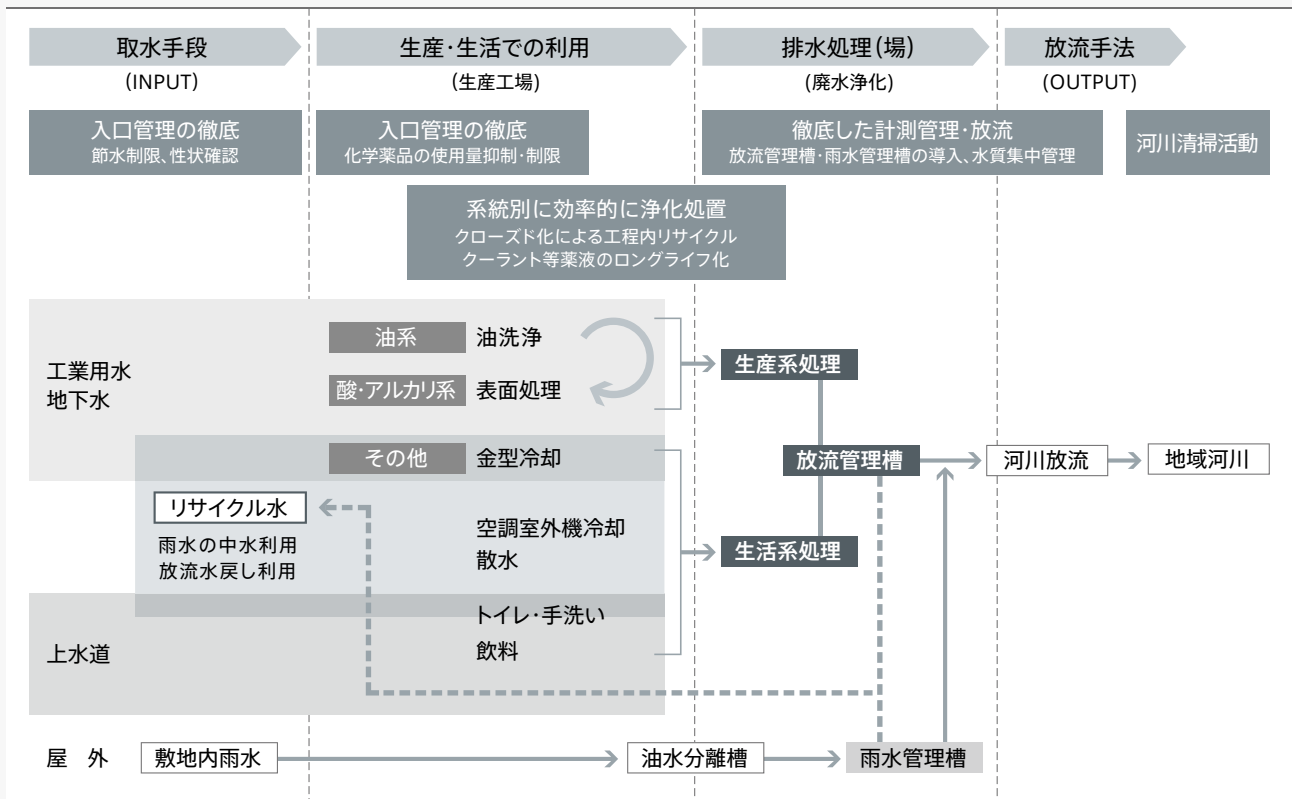 取水手段
(INPUT)
生産・生活での利用
(生産工場)
排水処理(場)
(廃水浄化)
放流手法
(OUTPUT)
入口管理の徹底
節水制限、性状確認
入口管理の徹底
化学薬品の使用量抑制・制限
徹底した計測管理・放流
放流管理槽・雨水管理槽の導入、水質集中管理
河川清掃活動
系統別に効率的に浄化処置
クローズド化による工程内リサイクル
クーラント等薬液のロングライフ化
工業用水
地下水
油系
油洗浄
酸・アルカリ系
表面処理
その他
金型冷却
生産系処理
放流管理槽
河川放流
地域河川
リサイクル水
雨水の中水利用
放流水戻し利用
空調室外機冷却
散水
生活系処理
上水道
トイレ・手洗い
飲料
屋 外
敷地内雨水
油水分離槽
雨水管理槽